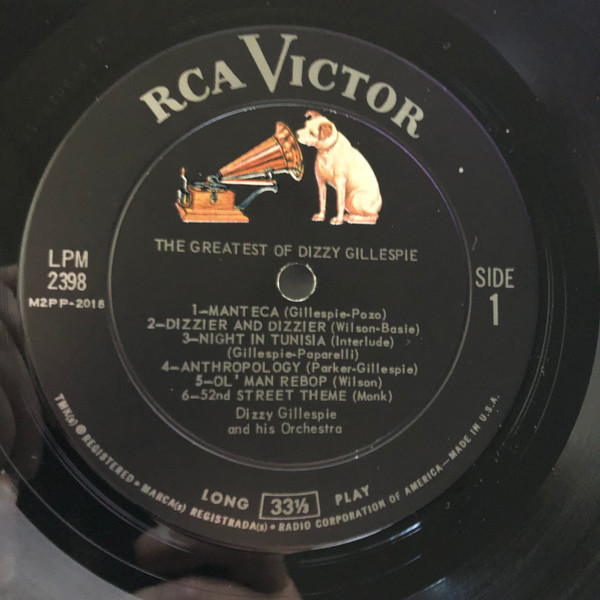 RCA VICTOR
THE GREATEST OF DIZZY GILLESPIE
LPM
2398
M2PP-2016
SIDE
1
1—MANTECA (Gillespie-Pozo)
2—DIZZIER AND DIZZIER (Wilson-Basie)
3—NIGHT IN TUNISIA (Interlude)
(Gillespie-Paparelli)
4—ANTHROPOLOGY (Parker-Gillespie)
5—OL' MAN REBOP (Wilson)
6—52nd STREET THEME (Monk)
Dizzy Gillespie
and his Orchestra
LONG 33⅓ PLAY
TMK(s) ® REGISTERED • MARCA(s) REGISTRADA(s) • RADIO CORPORATION OF AMERICA—MADE IN U.S.A.